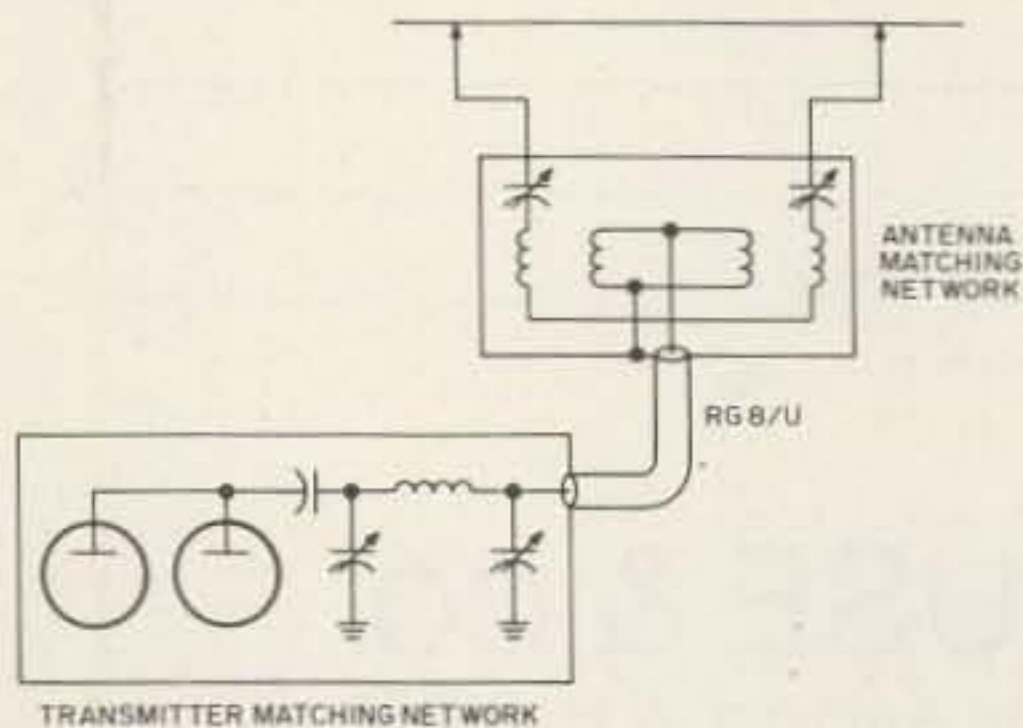 ANTENNA
MATCHING
NETWORK
RG 8/U
TRANSMITTER MATCHING NETWORK